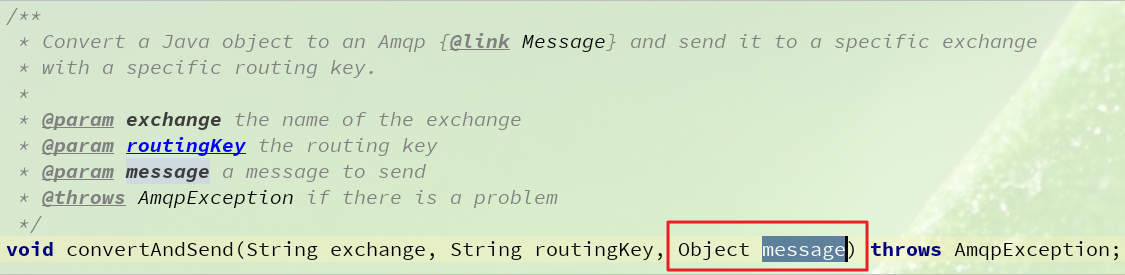 /**
* Convert a Java object to an Amqp {@link Message} and send it to a specific exchange
* with a specific routing key.
*
* @param exchange the name of the exchange
* @param routingKey the routing key
* @param message a message to send
* @throws AmqpException if there is a problem
*/
void convertAndSend(String exchange, String routingKey, Object message) throws AmqpException;